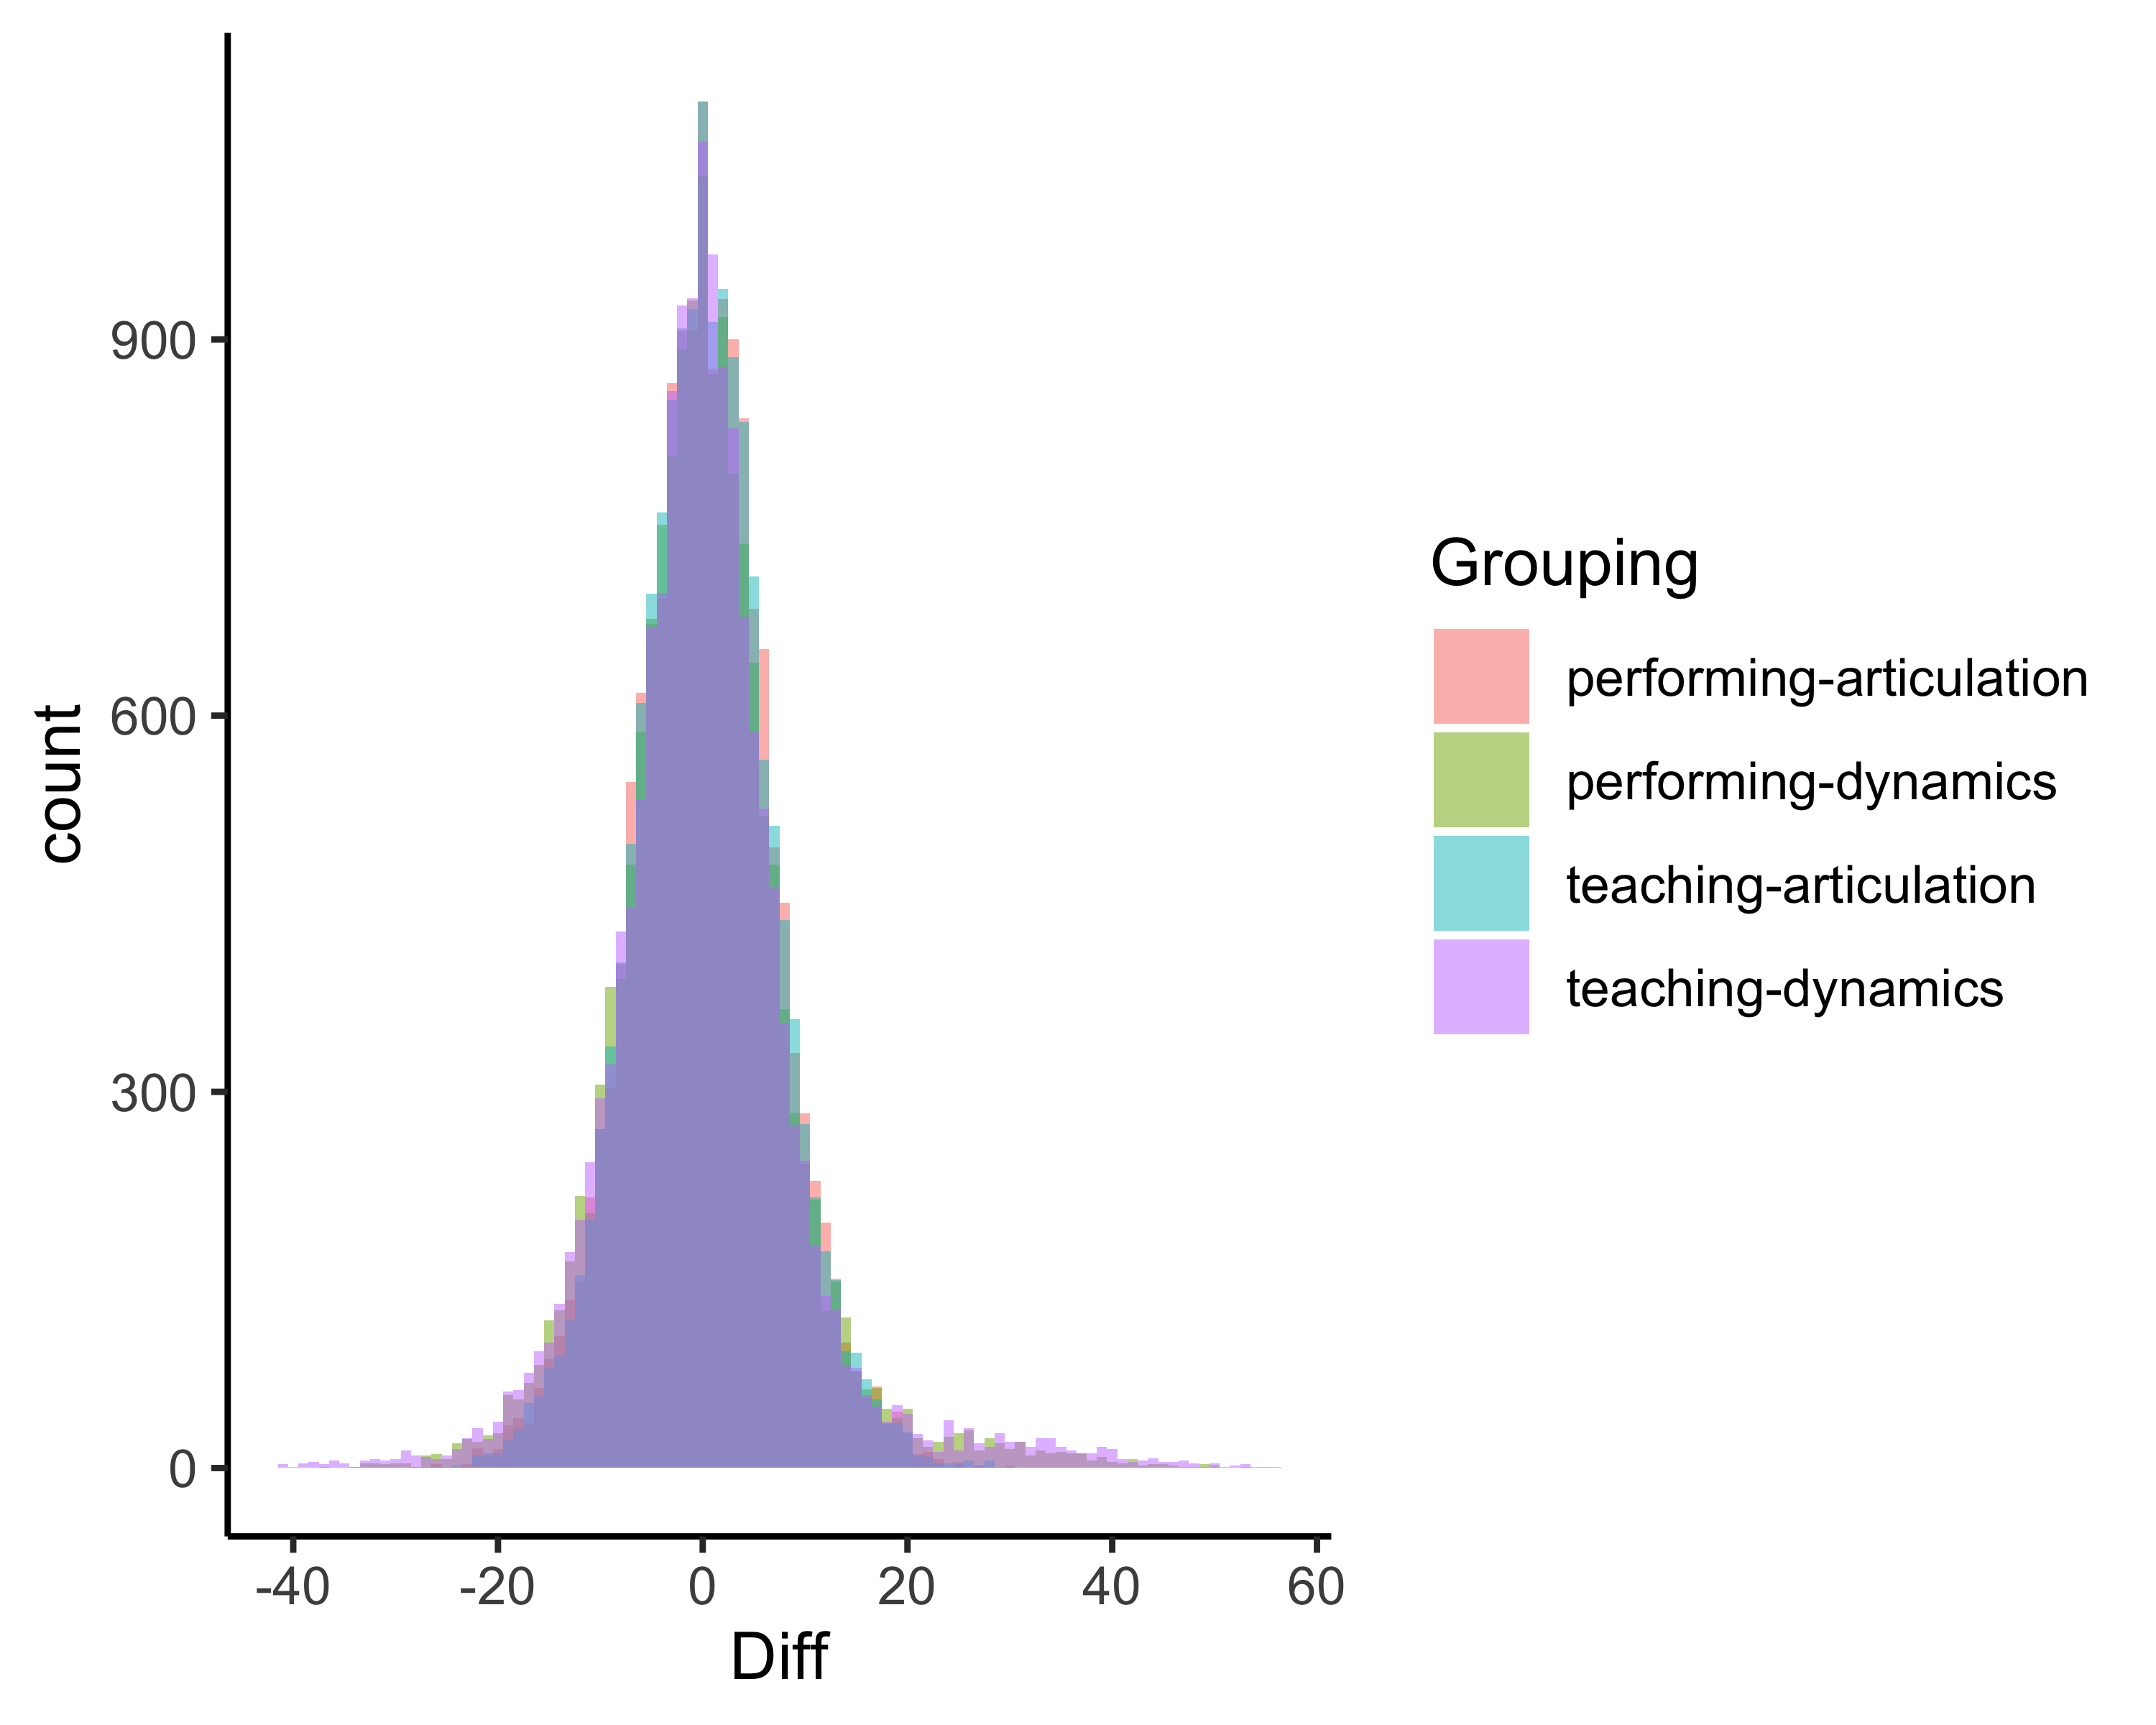 count
900
600
300
0
-40 -20 0 20 40 60
Diff
Grouping
performing-articulation
performing-dynamics
teaching-articulation
teaching-dynamics